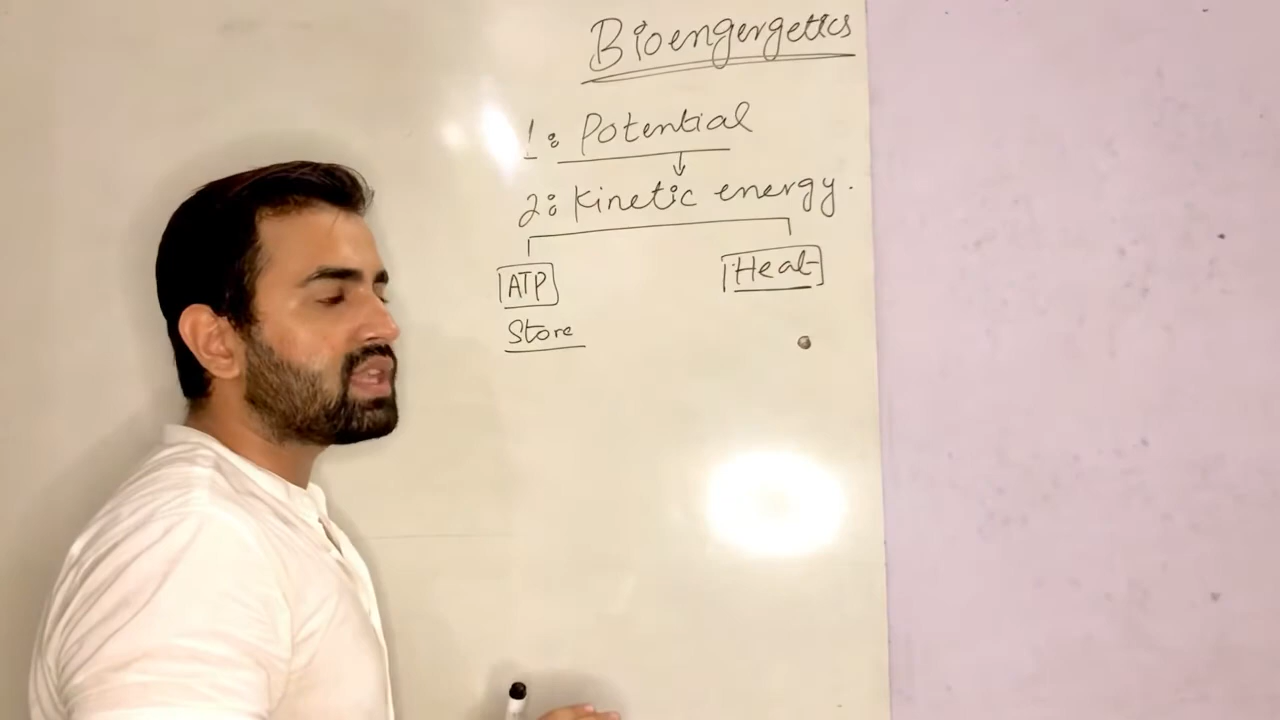 Bioengergetics
1: Potential
2: Kinetic energy.
ATP Heat
Store